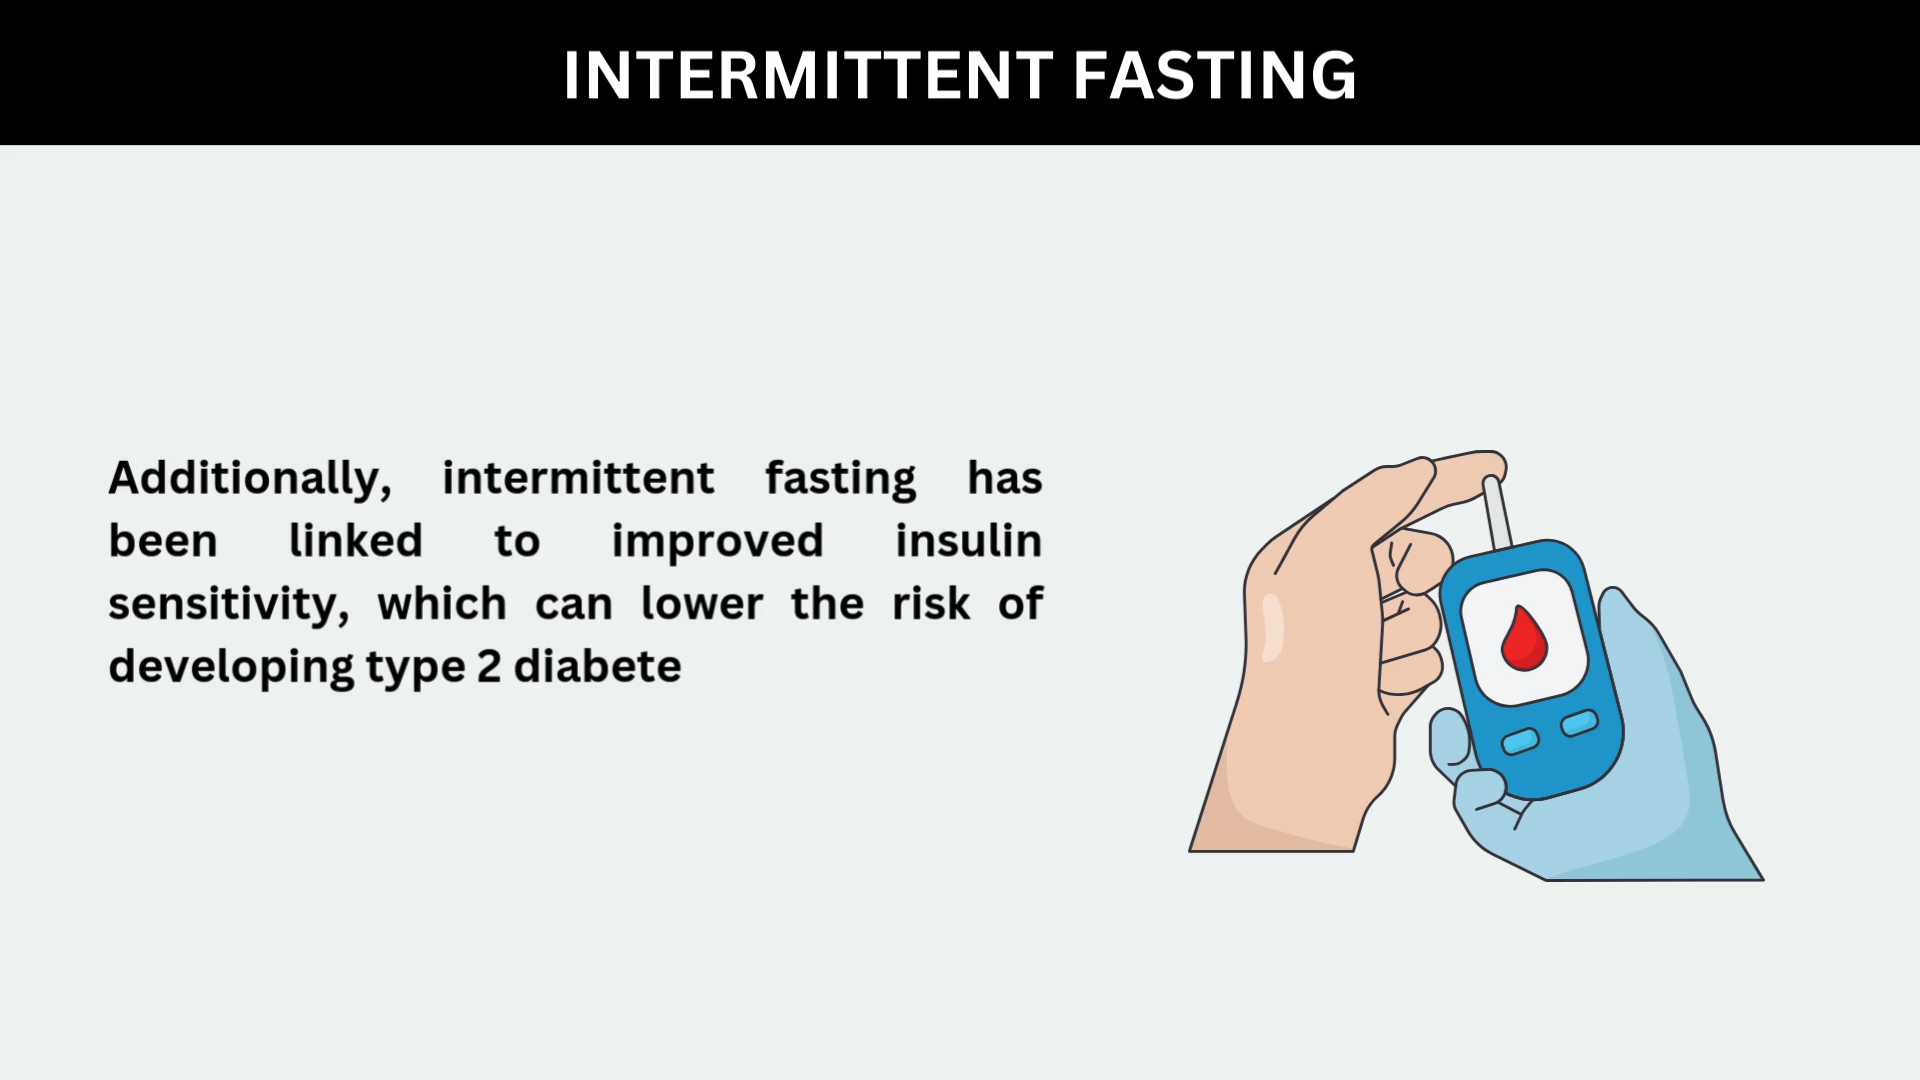 INTERMITTENT FASTING
Additionally, intermittent fasting has
been linked to improved insulin
sensitivity, which can lower the risk of
developing type 2 diabete